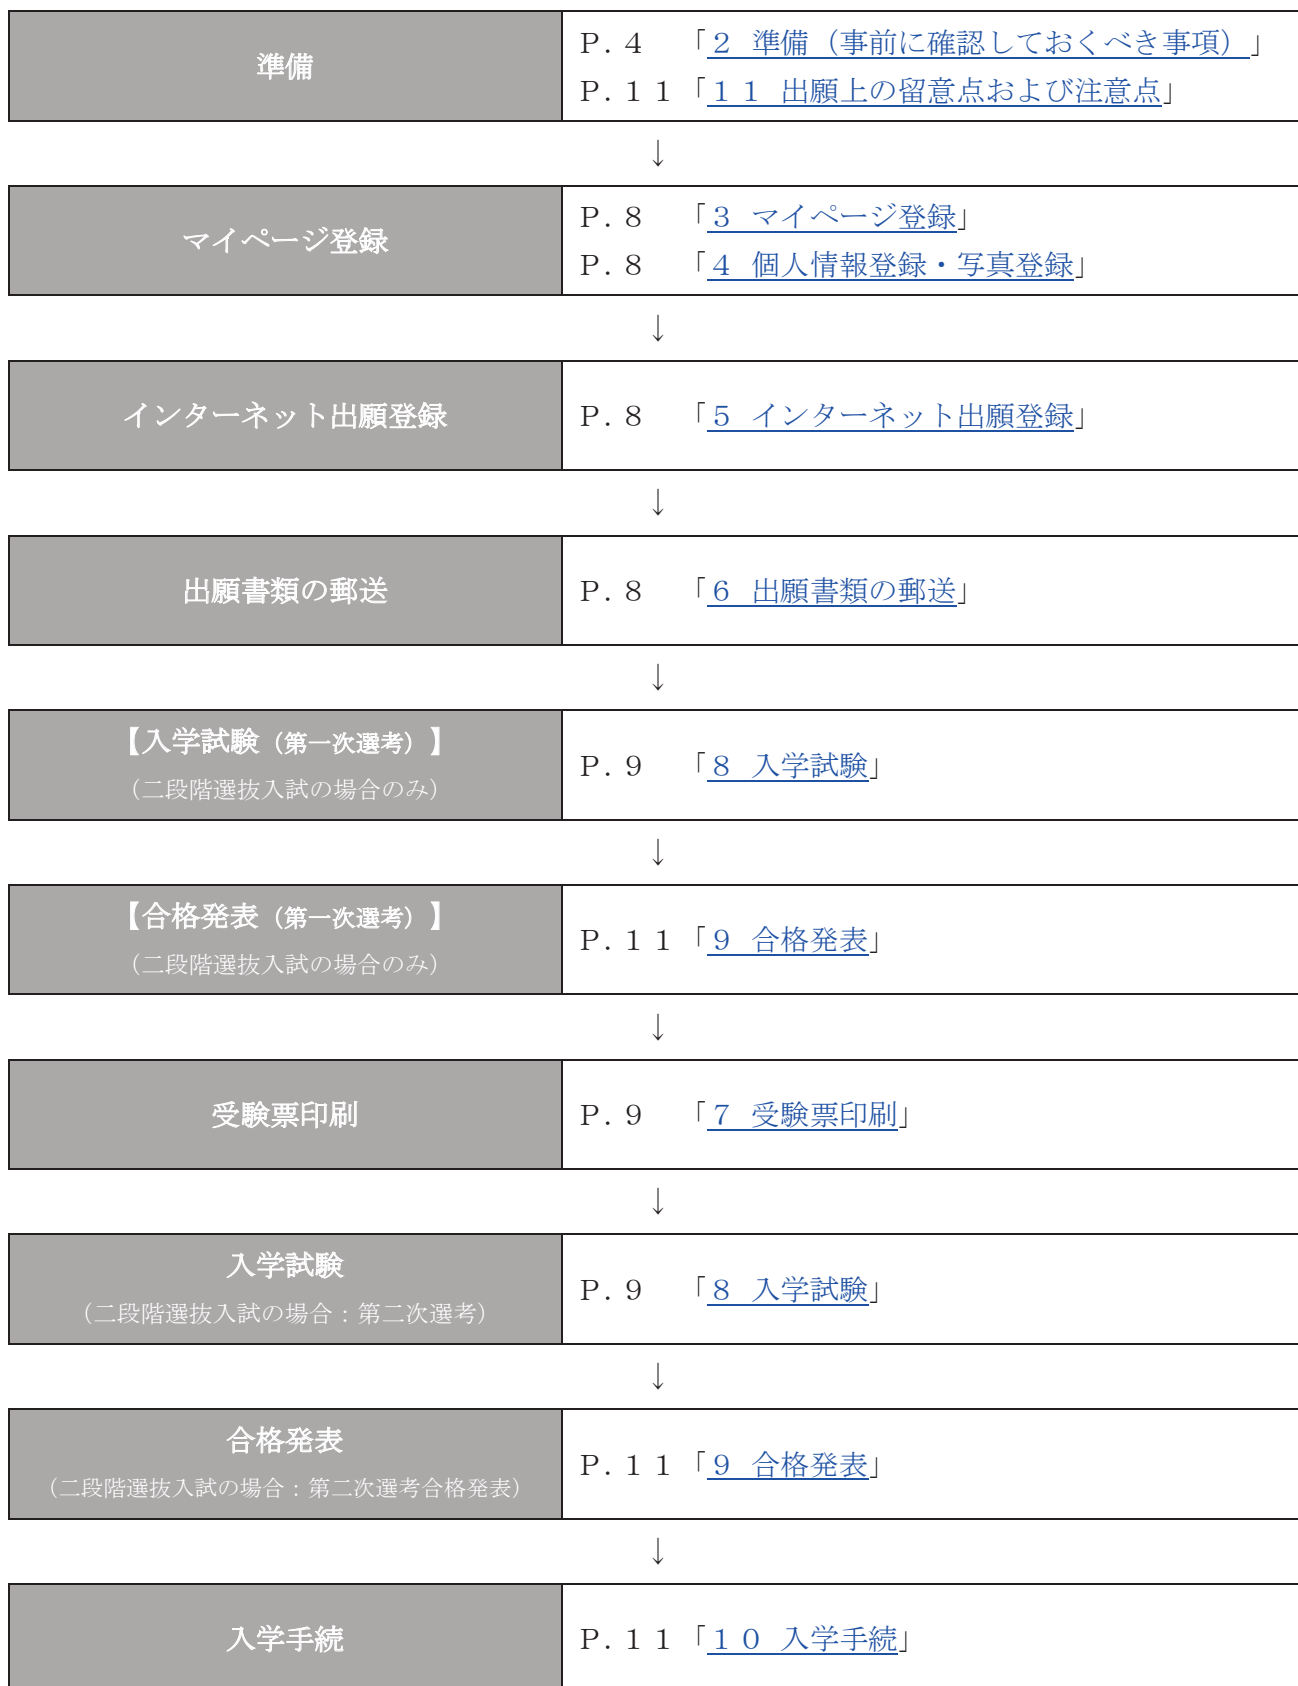 準備
Ｐ．４　「２ 準備（事前に確認しておくべき事項）」
Ｐ．１１「１１ 出願上の留意点および注意点」
↓
マイページ登録
Ｐ．８　「３ マイページ登録」
Ｐ．８　「４ 個人情報登録・写真登録」
↓
インターネット出願登録
Ｐ．８　「５ インターネット出願登録」
↓
出願書類の郵送
Ｐ．８　「６ 出願書類の郵送」
↓
【入学試験（第一次選考）】
（二段階選抜入試の場合のみ）
Ｐ．９　「８ 入学試験」
↓
【合格発表（第一次選考）】
（二段階選抜入試の場合のみ）
Ｐ．１１「９ 合格発表」
↓
受験票印刷
Ｐ．９　「７ 受験票印刷」
↓
入学試験
（二段階選抜入試の場合：第二次選考）
Ｐ．９　「８ 入学試験」
↓
合格発表
（二段階選抜入試の場合：第二次選考合格発表）
Ｐ．１１「９ 合格発表」
↓
入学手続
Ｐ．１１「１０ 入学手続」